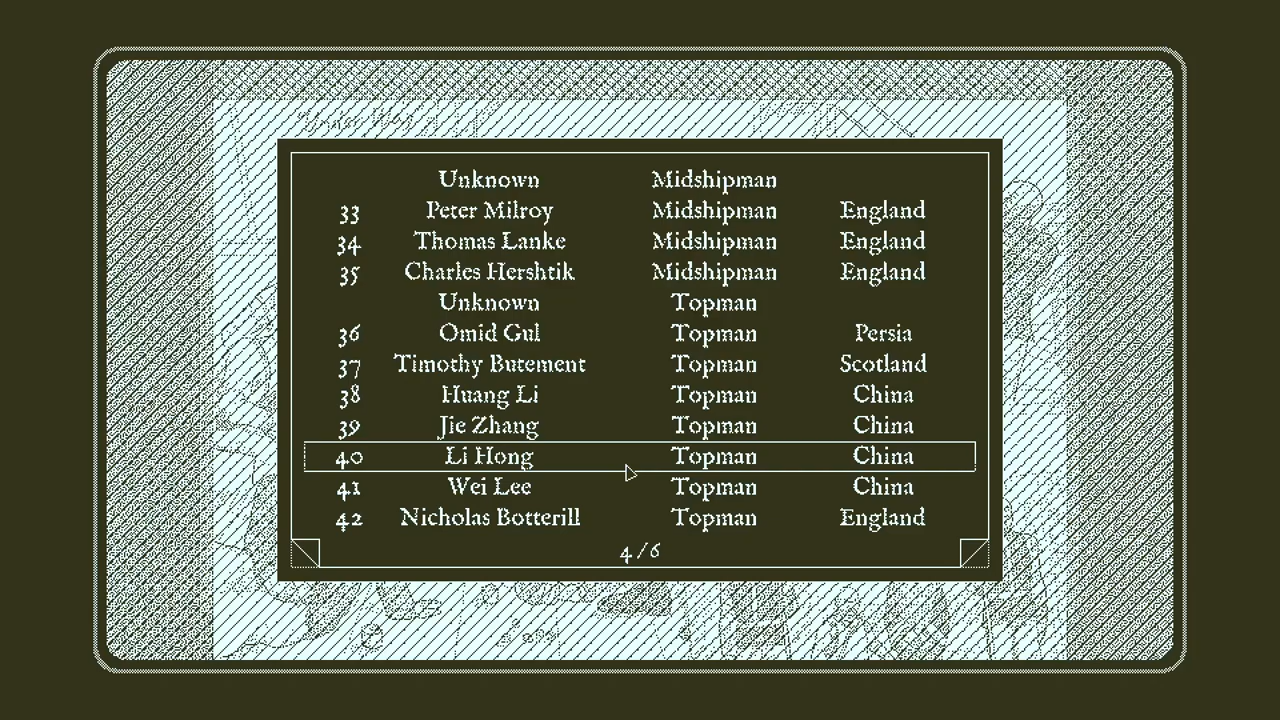 Unknown Midshipman
33 Peter Milroy Midshipman England
34 Thomas Lanke Midshipman England
35 Charles Hershtik Midshipman England
Unknown Topman
36 Omid Gul Topman Persia
37 Timothy Butement Topman Scotland
38 Huang Li Topman China
39 Jie Zhang Topman China
40 Li Hong Topman China
41 Wei Lee Topman China
42 Nicholas Botterill Topman England
4/6